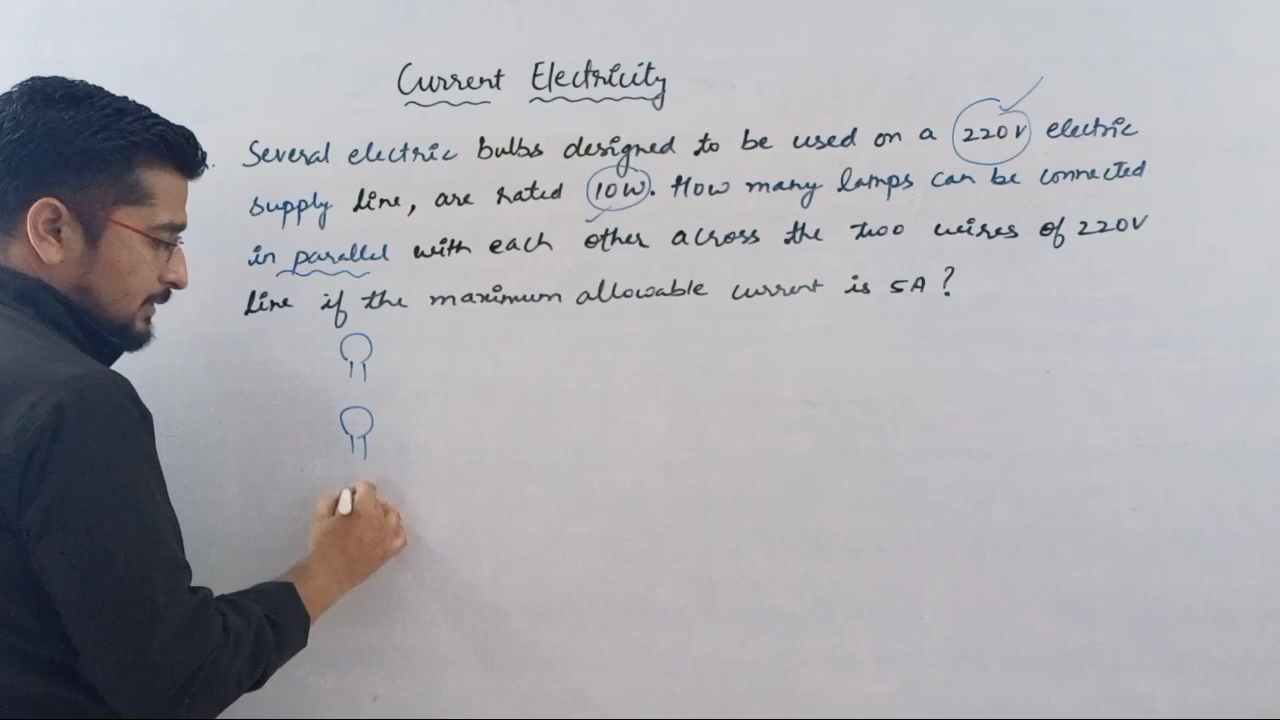 Current Electricity
Several electric bulbs designed to be used on a 220V electric
supply line, are rated 10W. How many lamps can be connected
in parallel with each other across the two wires of 220V
line if the maximum allowable current is 5A?